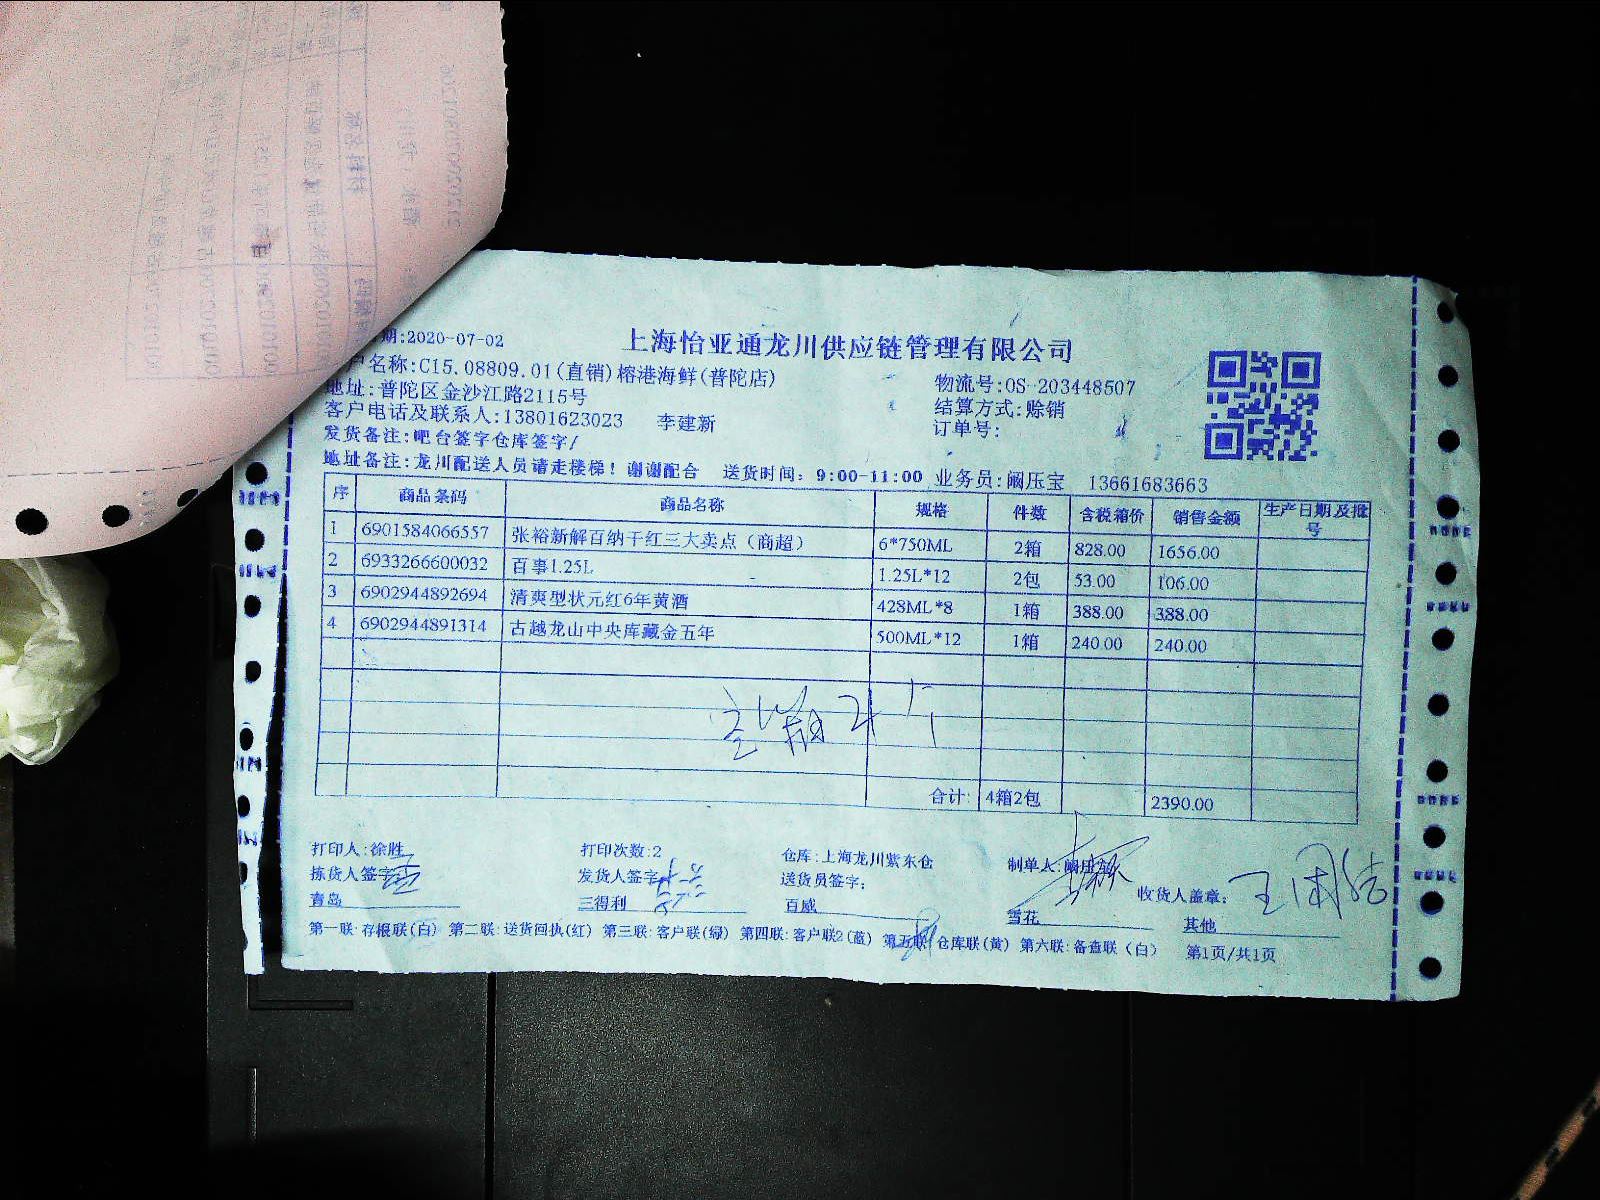 期:2020-07-02
上海怡亚通龙川供应链管理有限公司
户名称:C15.08809.01(直销)榕港海鲜(普陀店)
物流号:OS-203448507
地址:普陀区金沙江路2115号
结算方式:赊销
客户电话及联系人:13801623023 李建新
订单号:
发货备注:吧台签字仓库签字/
地址备注:龙川配送人员请走楼梯!谢谢配合 送货时间:9:00-11:00 业务员:阚压宝 13661683663
序 商品条码 商品名称 规格 件数 含税箱价 销售金额 生产日期及批号
1 6901584066557 张裕新解百纳干红三大卖点（商超） 6*750ML 2箱 828.00 1656.00
2 6933266600032 百事1.25L 1.25L*12 2包 53.00 106.00
3 6902944892694 清爽型状元红6年黄酒 428ML*8 1箱 388.00 388.00
4 6902944891314 古越龙山中央库藏金五年 500ML*12 1箱 240.00 240.00
合计: 4箱2包 2390.00
打印人:徐胜 打印次数:2 仓库:上海龙川紫东仓 制单人:阚压宝
拣货人签字 发货人签字 送货员签字: 收货人盖章:
青岛 三得利 百威 雪花 其他
第一联:存根联(白) 第二联:送货回执(红) 第三联:客户联(绿) 第四联:客户联2(蓝) 第五联:仓库联(黄) 第六联:备查联（白） 第1页/共1页